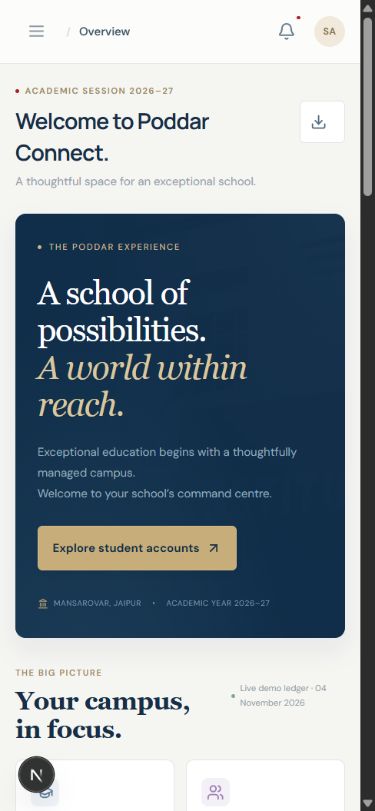 / Overview
SA
ACADEMIC SESSION 2026–27
Welcome to Poddar
Connect.
A thoughtful space for an exceptional school.
THE PODDAR EXPERIENCE
A school of
possibilities.
A world within
reach.
Exceptional education begins with a thoughtfully
managed campus.
Welcome to your school's command centre.
Explore student accounts
MANSAROVAR, JAIPUR • ACADEMIC YEAR 2026–27
THE BIG PICTURE
Your campus,
in focus.
Live demo ledger · 04
November 2026
N